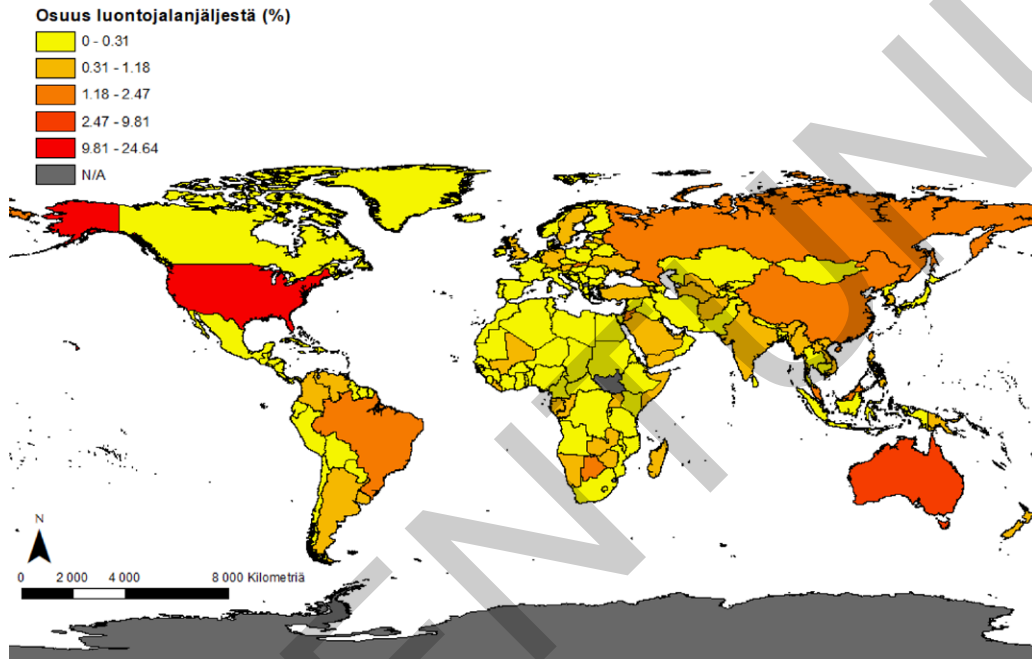 Osuus luontojalanjäljestä (%)
0 - 0.31
0.31 - 1.18
1.18 - 2.47
2.47 - 9.81
9.81 - 24.64
N/A
N
0 2 000 4 000 8 000 Kilometriä